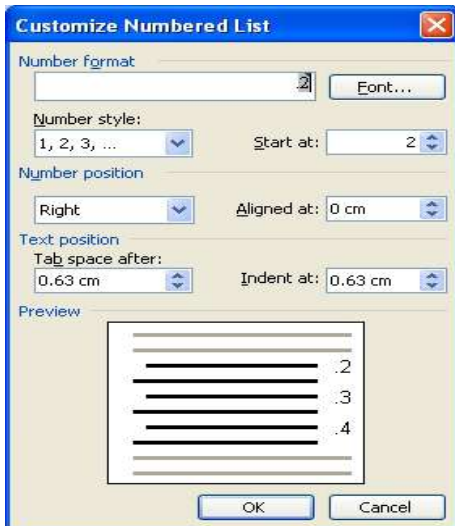 Customize Numbered List
Number format
.2
Font...
Number style:
1, 2, 3, ...
Start at: 2
Number position
Right
Aligned at: 0 cm
Text position
Tab space after:
0.63 cm
Indent at: 0.63 cm
Preview
.2
.3
.4
OK
Cancel